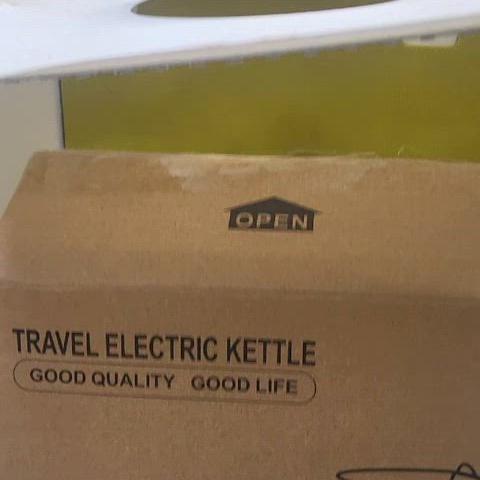 OPEN
TRAVEL ELECTRIC KETTLE
GOOD QUALITY GOOD LIFE